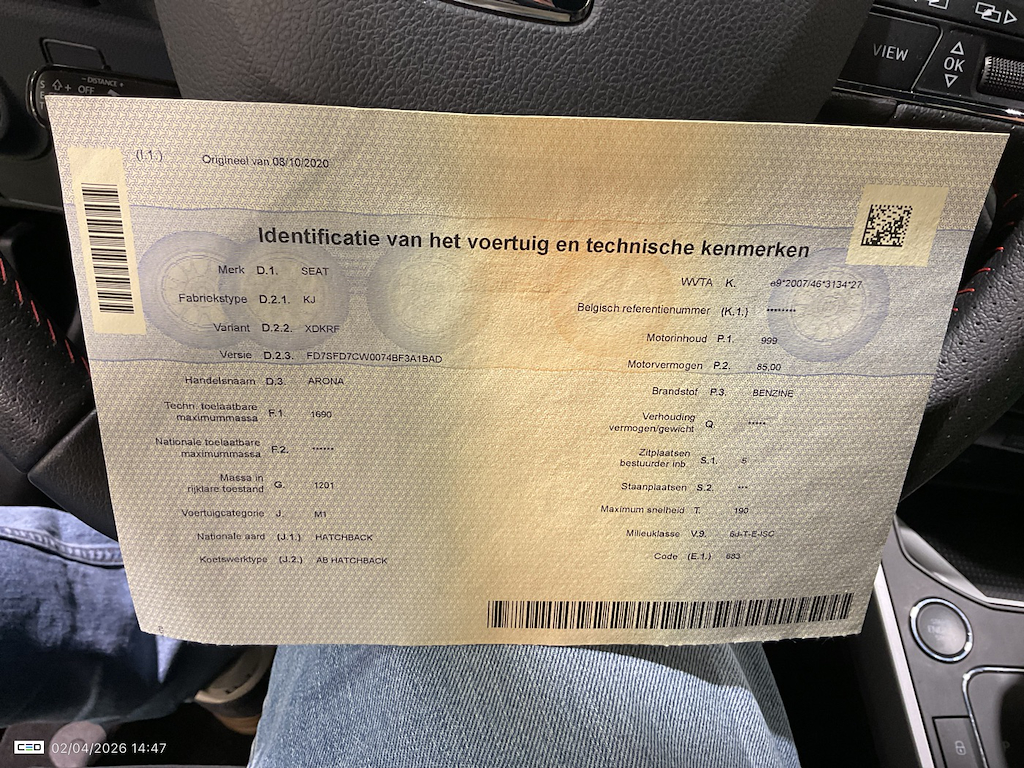 VIEW
OK
DISTANCE +
OFF
(I.1.) Origineel van 08/10/2020
Identificatie van het voertuig en technische kenmerken
Merk D.1. SEAT
Fabriekstype D.2.1. KJ
Variant D.2.2. XDKRF
Versie D.2.3. FD7SFD7CW0074BF3A1BAD
Handelsnaam D.3. ARONA
Techn. toelaatbare
maximummassa F.1. 1690
Nationale toelaatbare
maximummassa F.2. ******
Massa in
rijklare toestand G. 1201
Voertuigcategorie J. M1
Nationale aard (J.1.) HATCHBACK
Koetswerktype (J.2.) AB HATCHBACK
WVTA K. e9*2007/46*3134*27
Belgisch referentienummer (K.1.) ********
Motorinhoud P.1. 999
Motorvermogen P.2. 85,00
Brandstof P.3. BENZINE
Verhouding
vermogen/gewicht Q. *****
Zitplaatsen
bestuurder inb. S.1. 5
Staanplaatsen S.2. ***
Maximum snelheid T. 190
Milieuklasse V.9. 6d-T-E-ISC
Code (E.1.) 683
CEO 02/04/2026 14:47